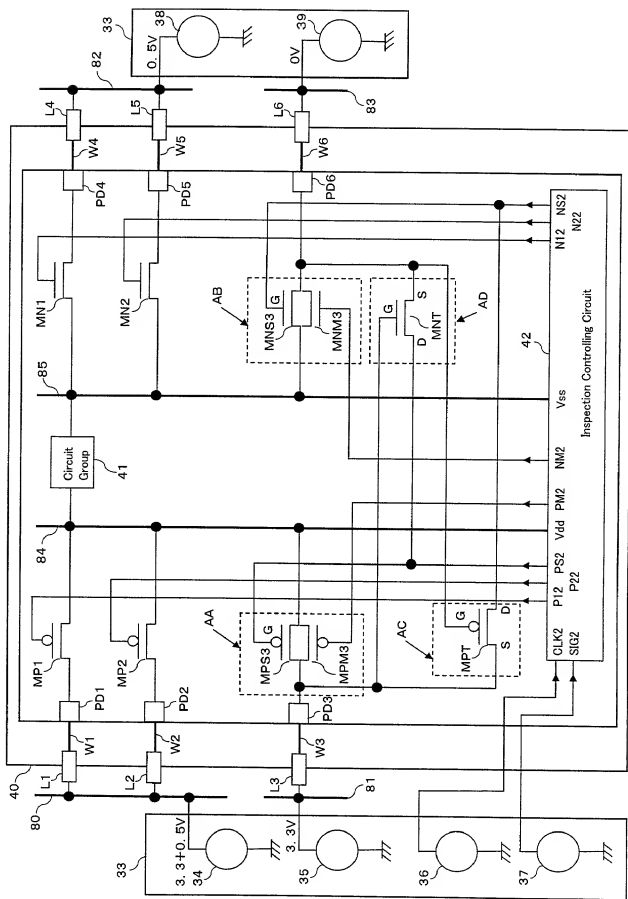 33
38
39
0. 5V
0V
82
83
L4
L5
L6
W4
W5
W6
PD4
PD5
PD6
MN1
MN2
AB
G
MNS3
MNM3
G
S
D
MNT
AD
NS2
N22
N12
85
Circuit
Group
41
84
Vss
NM2
PM2
Vdd
PS2
P22
P12
CLK2
SIG2
Inspection Controlling Circuit
42
MP1
MP2
AA
G
MPS3
MPM3
AC
G
D
S
MPT
PD1
PD2
PD3
W1
W2
W3
L1
L2
L3
40
80
81
33
3. 3+0. 5V
34
3. 3V
35
36
37